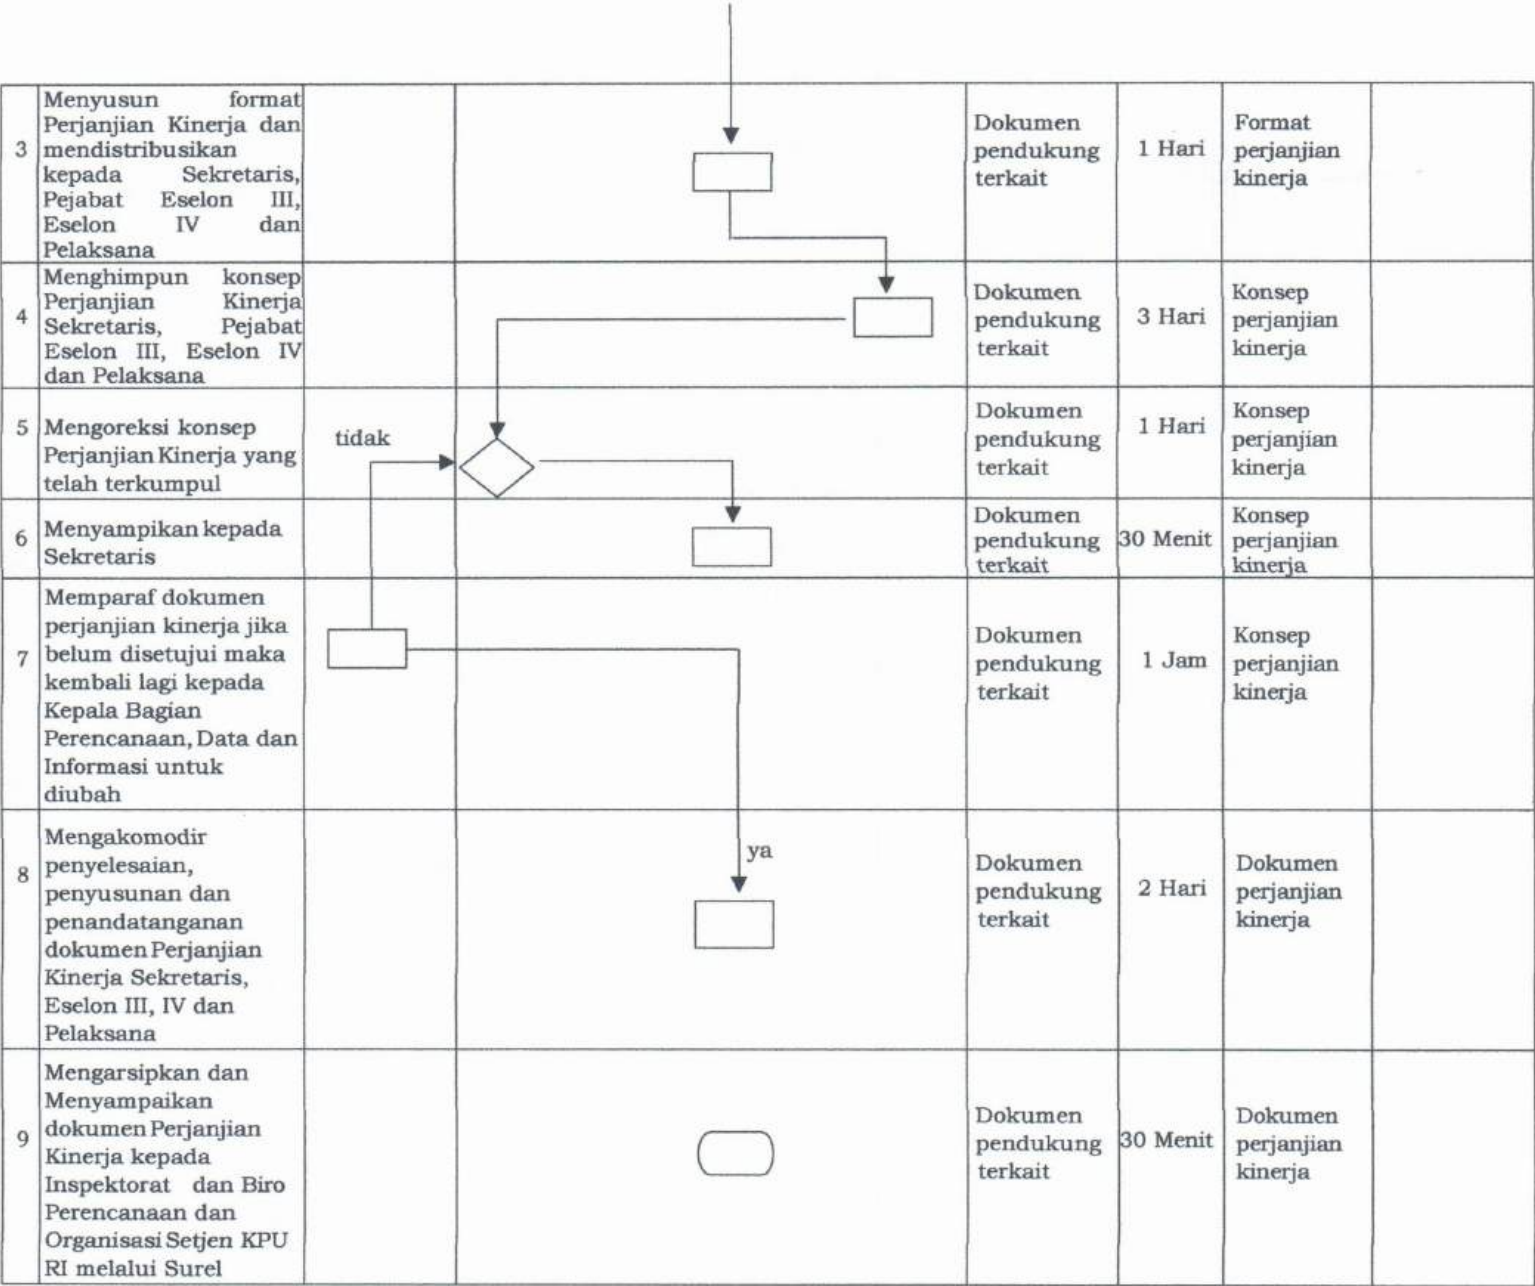 3
Menyusun format
Perjanjian Kinerja dan
mendistribusikan
kepada Sekretaris,
Pejabat Eselon III,
Eselon IV dan
Pelaksana
Dokumen
pendukung
terkait
1 Hari
Format
perjanjian
kinerja
4
Menghimpun konsep
Perjanjian Kinerja
Sekretaris, Pejabat
Eselon III, Eselon IV
dan Pelaksana
Dokumen
pendukung
terkait
3 Hari
Konsep
perjanjian
kinerja
5
Mengoreksi konsep
Perjanjian Kinerja yang
telah terkumpul
tidak
Dokumen
pendukung
terkait
1 Hari
Konsep
perjanjian
kinerja
6
Menyampikan kepada
Sekretaris
Dokumen
pendukung
terkait
30 Menit
Konsep
perjanjian
kinerja
7
Memparaf dokumen
perjanjian kinerja jika
belum disetujui maka
kembali lagi kepada
Kepala Bagian
Perencanaan, Data dan
Informasi untuk
diubah
Dokumen
pendukung
terkait
1 Jam
Konsep
perjanjian
kinerja
8
Mengakomodir
penyelesaian,
penyusunan dan
penandatanganan
dokumen Perjanjian
Kinerja Sekretaris,
Eselon III, IV dan
Pelaksana
ya
Dokumen
pendukung
terkait
2 Hari
Dokumen
perjanjian
kinerja
9
Mengarsipkan dan
Menyampaikan
dokumen Perjanjian
Kinerja kepada
Inspektorat dan Biro
Perencanaan dan
Organisasi Setjen KPU
RI melalui Surel
Dokumen
pendukung
terkait
30 Menit
Dokumen
perjanjian
kinerja